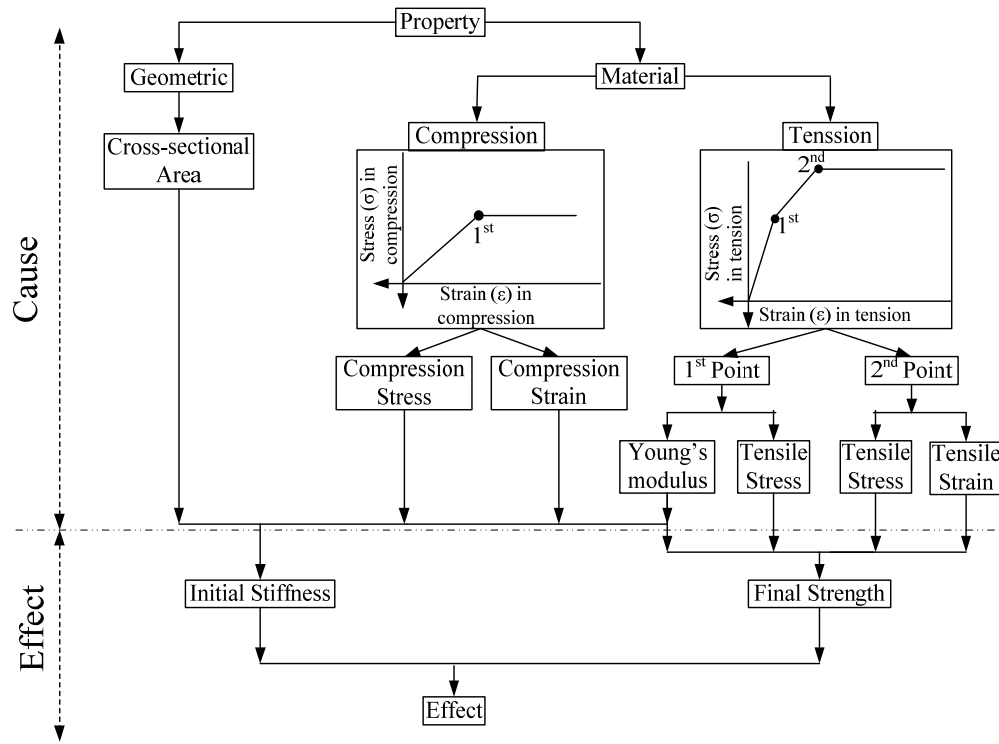 Property
Geometric
Material
Cross-sectional
Area
Compression
Tenssion
Stress (σ) in
compression
1st
Strain (ε) in
compression
Stress (σ)
in tension
2nd
1st
Strain (ε) in tension
Compression
Stress
Compression
Strain
1st Point
2nd Point
Young's
modulus
Tensile
Stress
Tensile
Stress
Tensile
Strain
Cause
Effect
Initial Stiffness
Final Strength
Effect